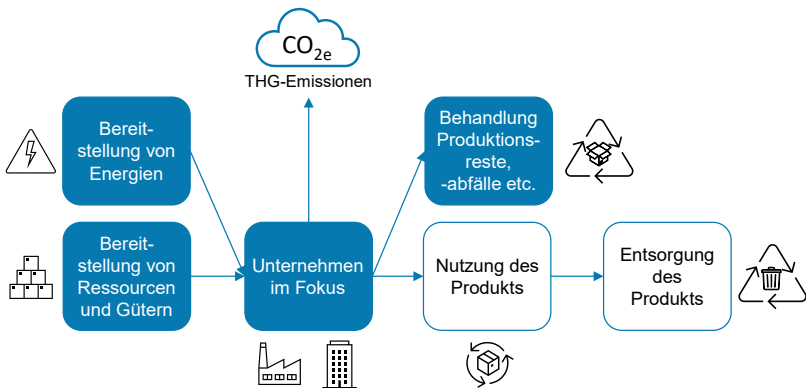 CO2e
THG-Emissionen
Bereit-
stellung von
Energien
Behandlung
Produktions-
reste,
-abfälle etc.
Bereit-
stellung von
Ressourcen
und Gütern
Unternehmen
im Fokus
Nutzung des
Produkts
Entsorgung
des
Produkts